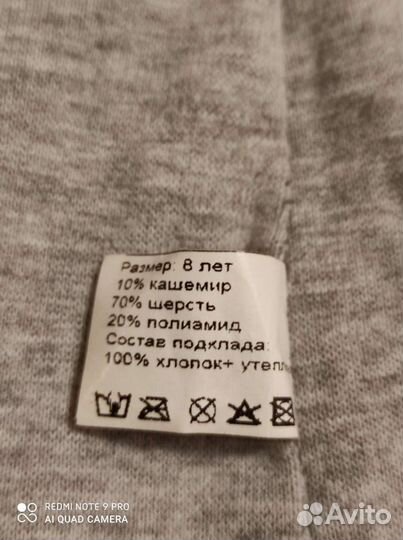 Размер: 8 лет
10% кашемир
70% шерсть
20% полиамид
Состав подклада:
100% хлопок+
REDMI NOTE 9 PRO
AI QUAD CAMERA
Avito